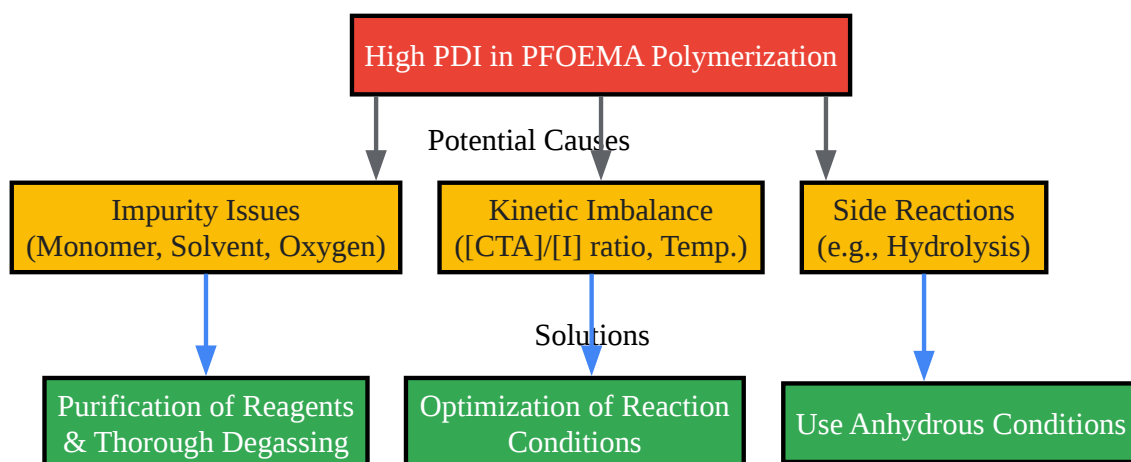 High PDI in PFOEMA Polymerization
Potential Causes
Impurity Issues
(Monomer, Solvent, Oxygen)
Kinetic Imbalance
([CTA]/[I] ratio, Temp.)
Side Reactions
(e.g., Hydrolysis)
Solutions
Purification of Reagents
& Thorough Degassing
Optimization of Reaction
Conditions
Use Anhydrous Conditions